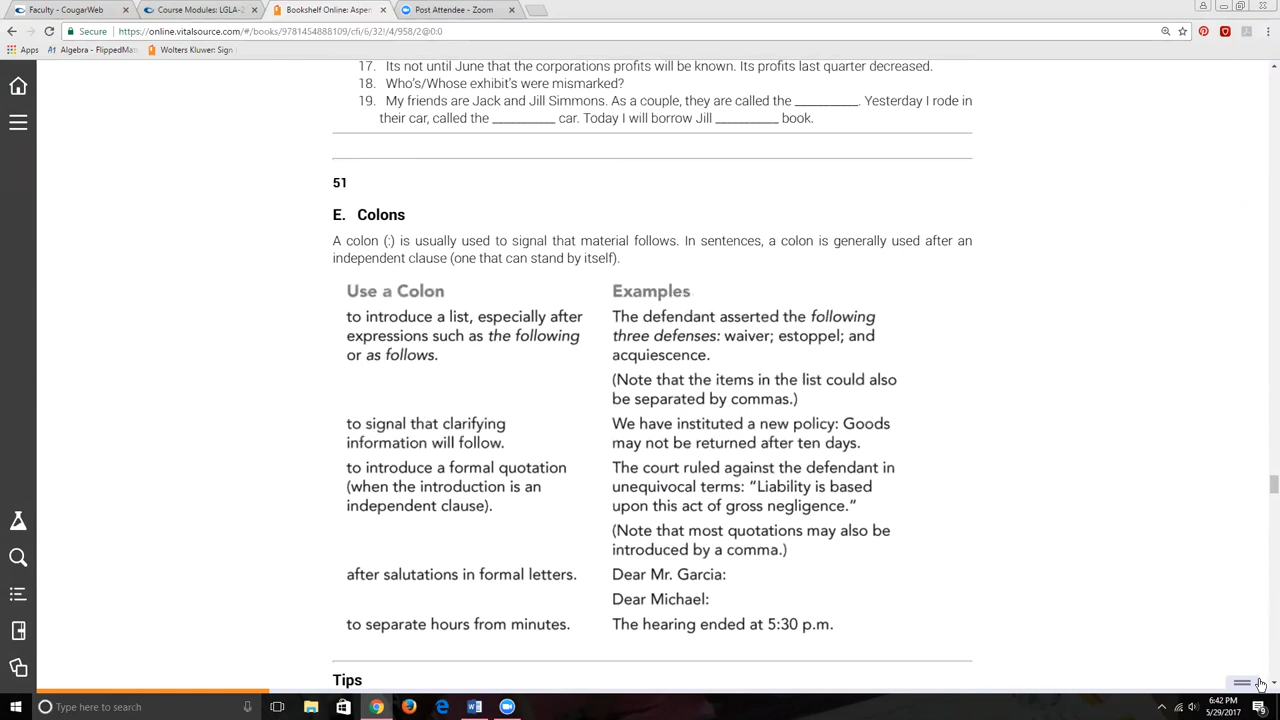 Faculty - CougarWeb
Course Modules: LGLA-2
Bookshelf Online: Aspen
Post Attendee - Zoom
Secure https://online.vitalsource.com/#/books/9781454888109/cfi/6/32!/4/958/2@0:0
Apps Algebra - FlippedMat Wolters Kluwer: Sign
17. Its not until June that the corporations profits will be known. Its profits last quarter decreased.
18. Who's/Whose exhibit's were mismarked?
19. My friends are Jack and Jill Simmons. As a couple, they are called the _________. Yesterday I rode in
their car, called the _________ car. Today I will borrow Jill _________ book.
51
E. Colons
A colon (:) is usually used to signal that material follows. In sentences, a colon is generally used after an
independent clause (one that can stand by itself).
Use a Colon
Examples
to introduce a list, especially after
expressions such as the following
or as follows.
The defendant asserted the following
three defenses: waiver; estoppel; and
acquiescence.
(Note that the items in the list could also
be separated by commas.)
to signal that clarifying
information will follow.
We have instituted a new policy: Goods
may not be returned after ten days.
to introduce a formal quotation
(when the introduction is an
independent clause).
The court ruled against the defendant in
unequivocal terms: “Liability is based
upon this act of gross negligence.”
(Note that most quotations may also be
introduced by a comma.)
after salutations in formal letters.
Dear Mr. Garcia:
Dear Michael:
to separate hours from minutes.
The hearing ended at 5:30 p.m.
Tips
Type here to search
6:42 PM
5/29/2017